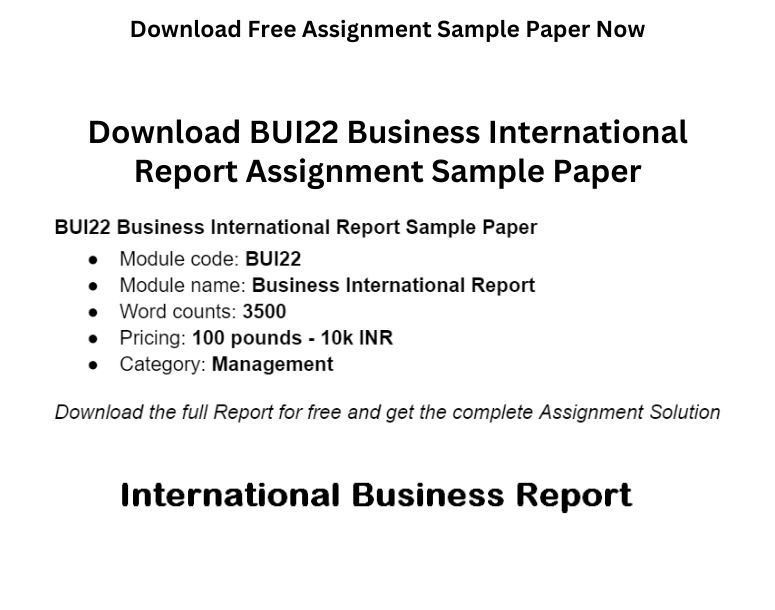 Download Free Assignment Sample Paper Now
Download BUI22 Business International
Report Assignment Sample Paper
BUI22 Business International Report Sample Paper
● Module code: BUI22
● Module name: Business International Report
● Word counts: 3500
● Pricing: 100 pounds - 10k INR
● Category: Management
Download the full Report for free and get the complete Assignment Solution
International Business Report